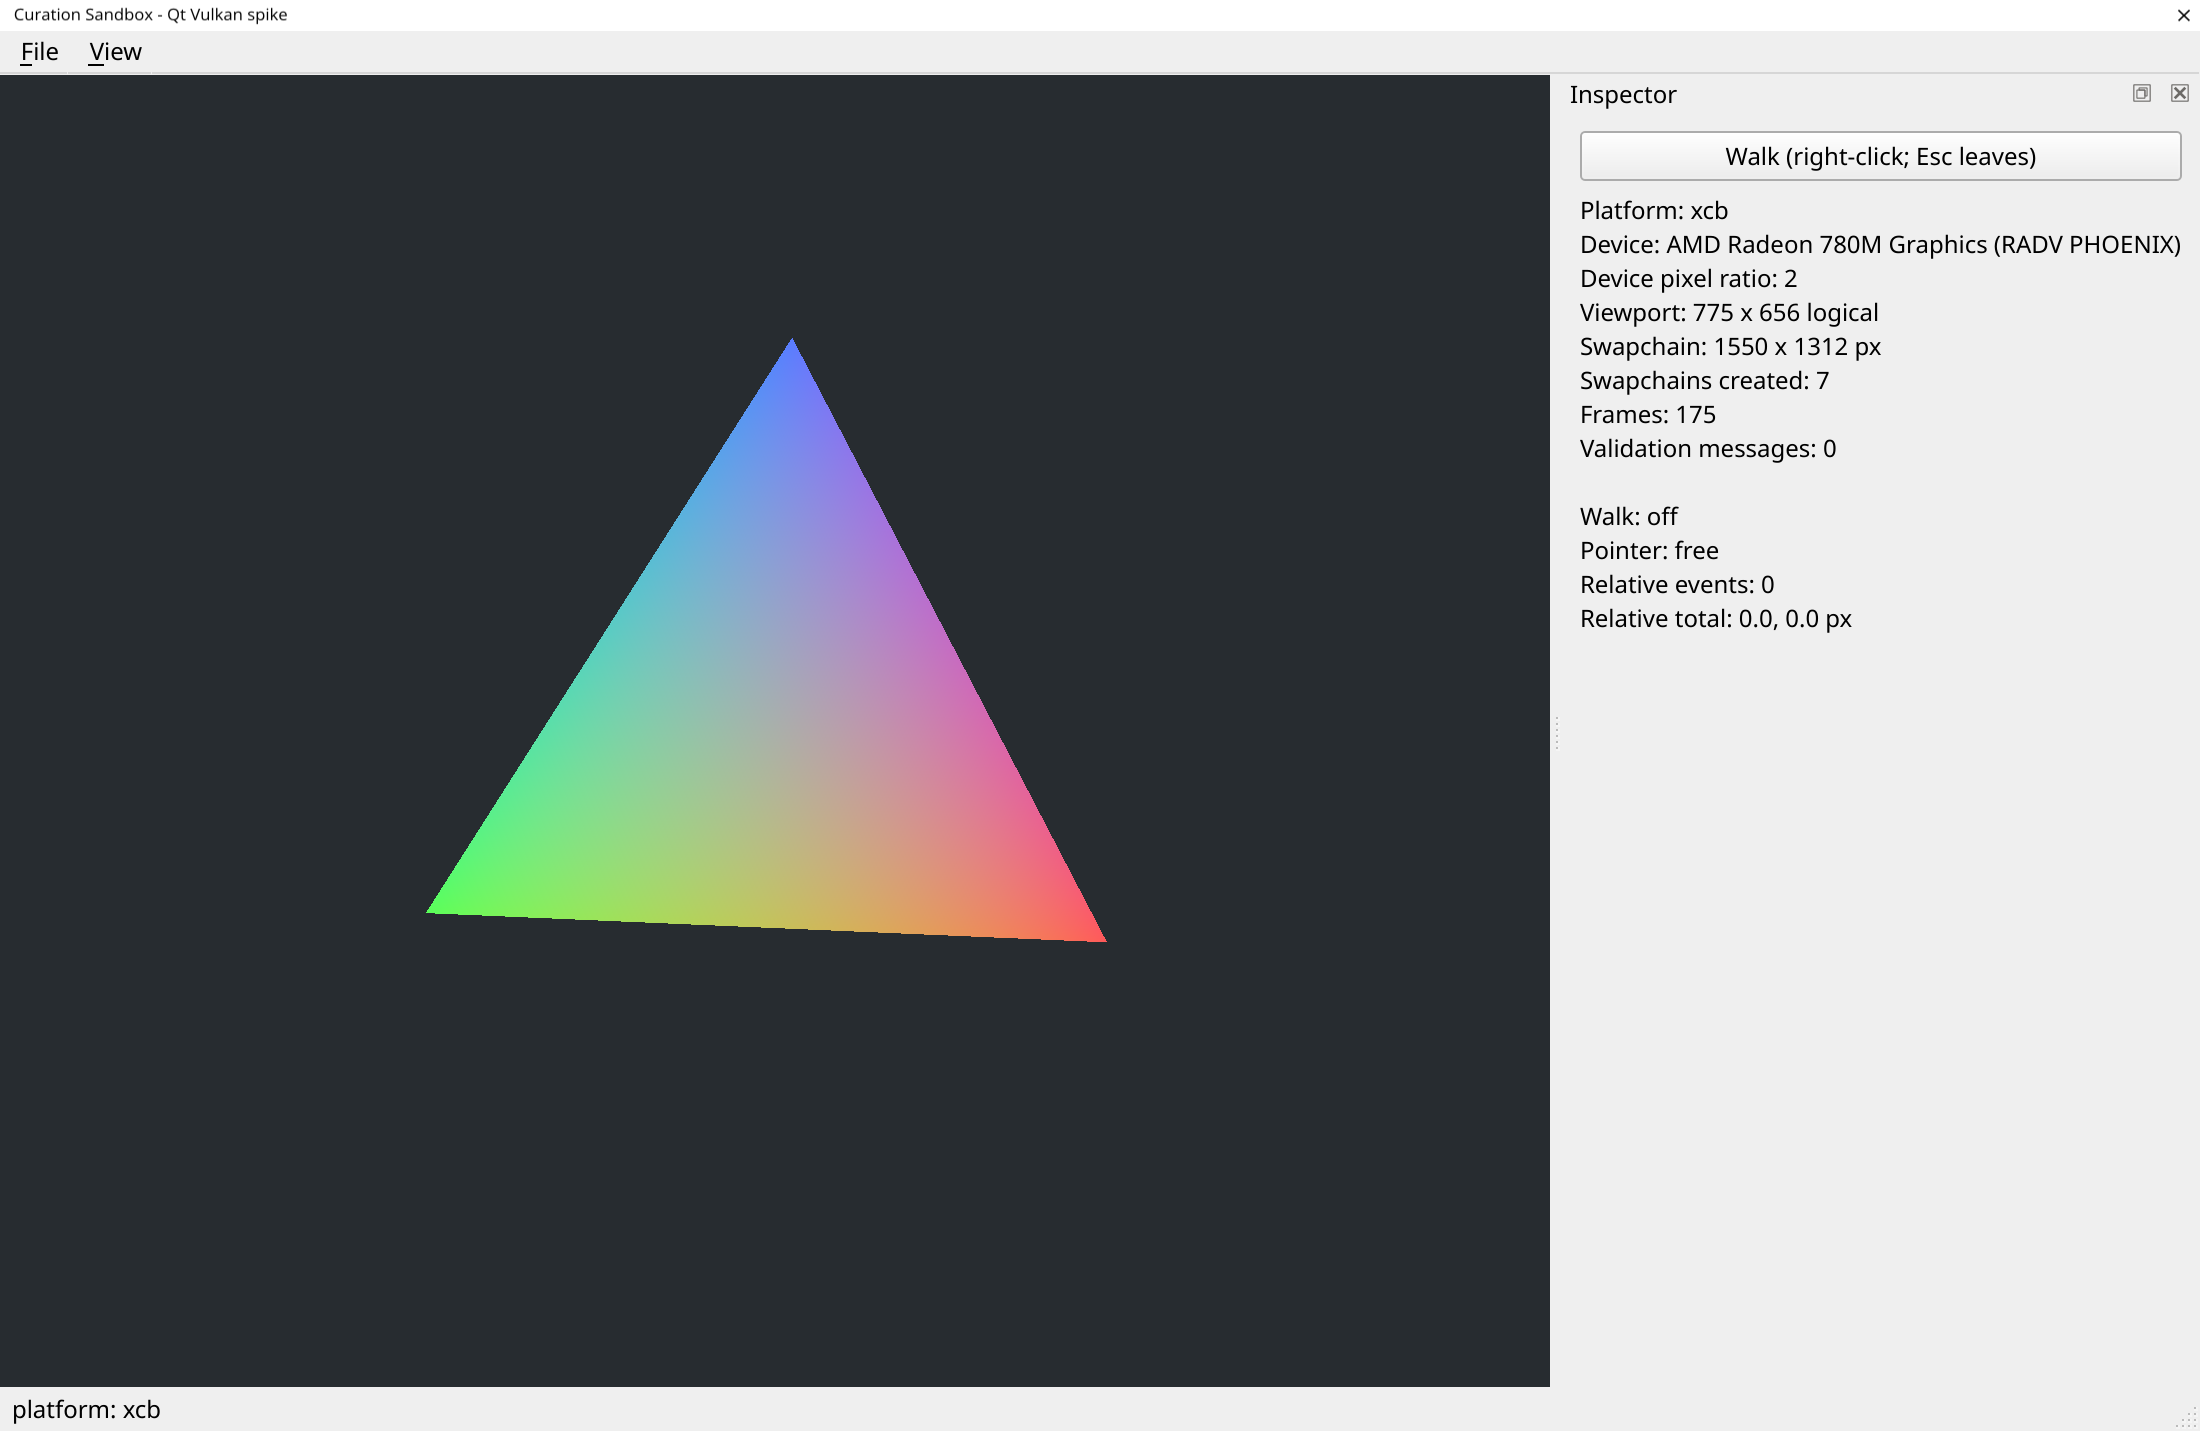 Curation Sandbox - Qt Vulkan spike
File View
Inspector
Walk (right-click; Esc leaves)
Platform: xcb
Device: AMD Radeon 780M Graphics (RADV PHOENIX)
Device pixel ratio: 2
Viewport: 775 x 656 logical
Swapchain: 1550 x 1312 px
Swapchains created: 7
Frames: 175
Validation messages: 0
Walk: off
Pointer: free
Relative events: 0
Relative total: 0.0, 0.0 px
platform: xcb